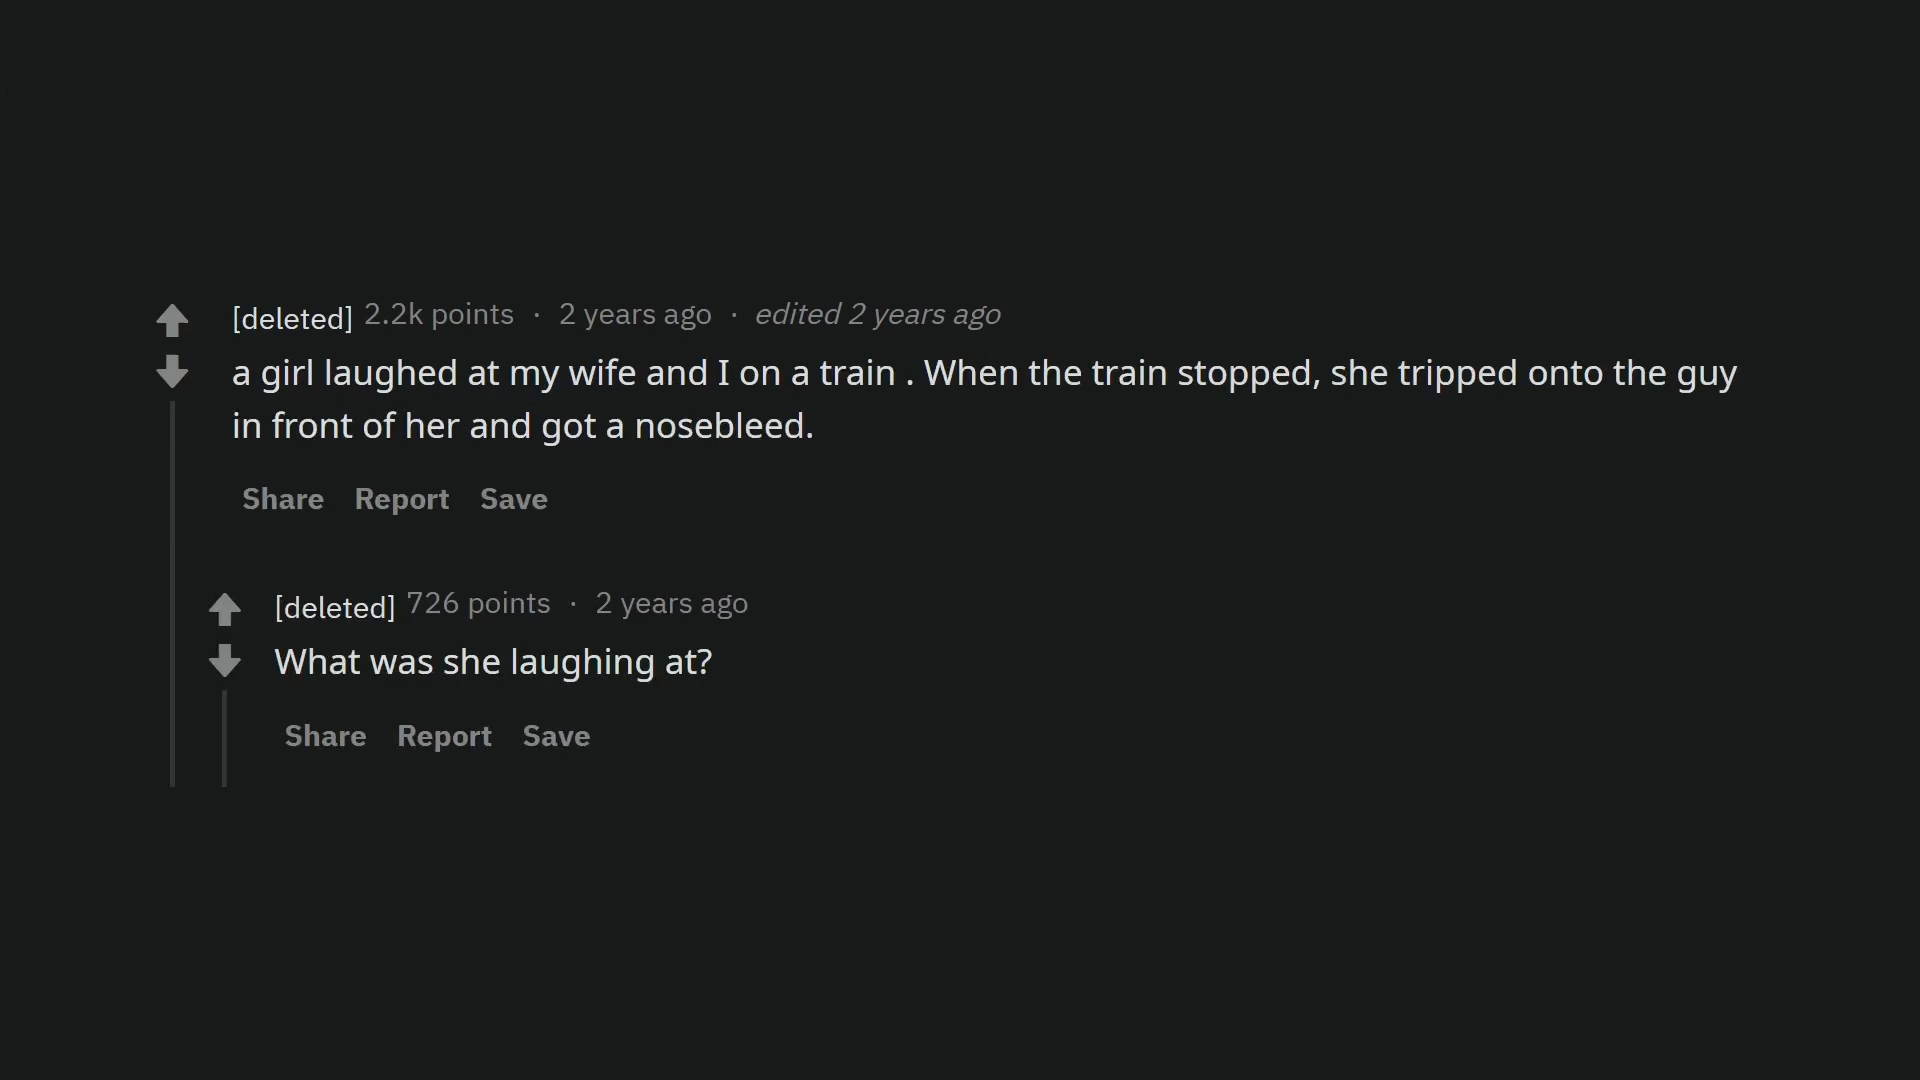 [deleted] 2.2k points · 2 years ago · edited 2 years ago
a girl laughed at my wife and I on a train . When the train stopped, she tripped onto the guy
in front of her and got a nosebleed.
Share Report Save
[deleted] 726 points · 2 years ago
What was she laughing at?
Share Report Save